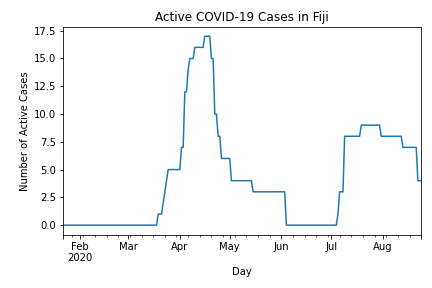 Active COVID-19 Cases in Fiji
Number of Active Cases
17.5
15.0
12.5
10.0
7.5
5.0
2.5
0.0
Feb Mar Apr May Jun Jul Aug
2020
Day